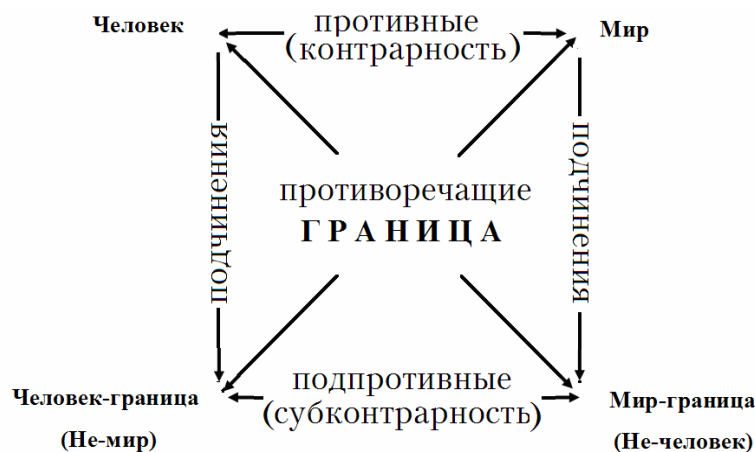 Человек
противные
(контрарность)
Мир
подчинения
подчинения
противоречащие
ГРАНИЦА
Человек-граница
(Не-мир)
подпротивные
(субконтрарность)
Мир-граница
(Не-человек)